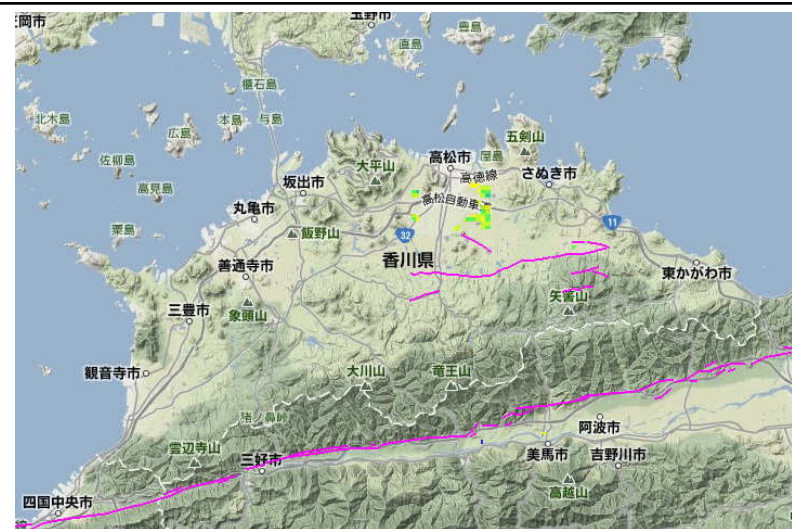 岡市
玉野市
豊島
直島
櫃石島
北木島
本島
与島
広島
五剣山
佐柳島
大平山
高松市
屋島
高徳線
さぬき市
高見島
坂出市
高松自動車
丸亀市
粟島
飯野山
32
11
香川県
善通寺市
東かがわ市
三豊市
象頭山
矢筈山
観音寺市
大川山
竜王山
猪ノ鼻峠
阿波市
雲辺寺山
三好市
美馬市
吉野川市
高越山
四国中央市
線